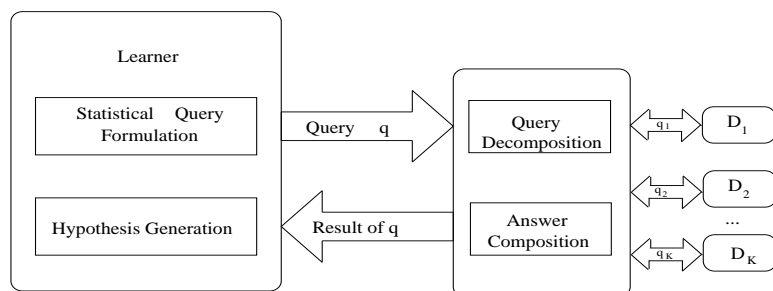 Learner
Statistical Query
Formulation
Hypothesis Generation
Query q
Result of q
Query
Decomposition
Answer
Composition
q1
D1
q2
D2
...
qK
DK